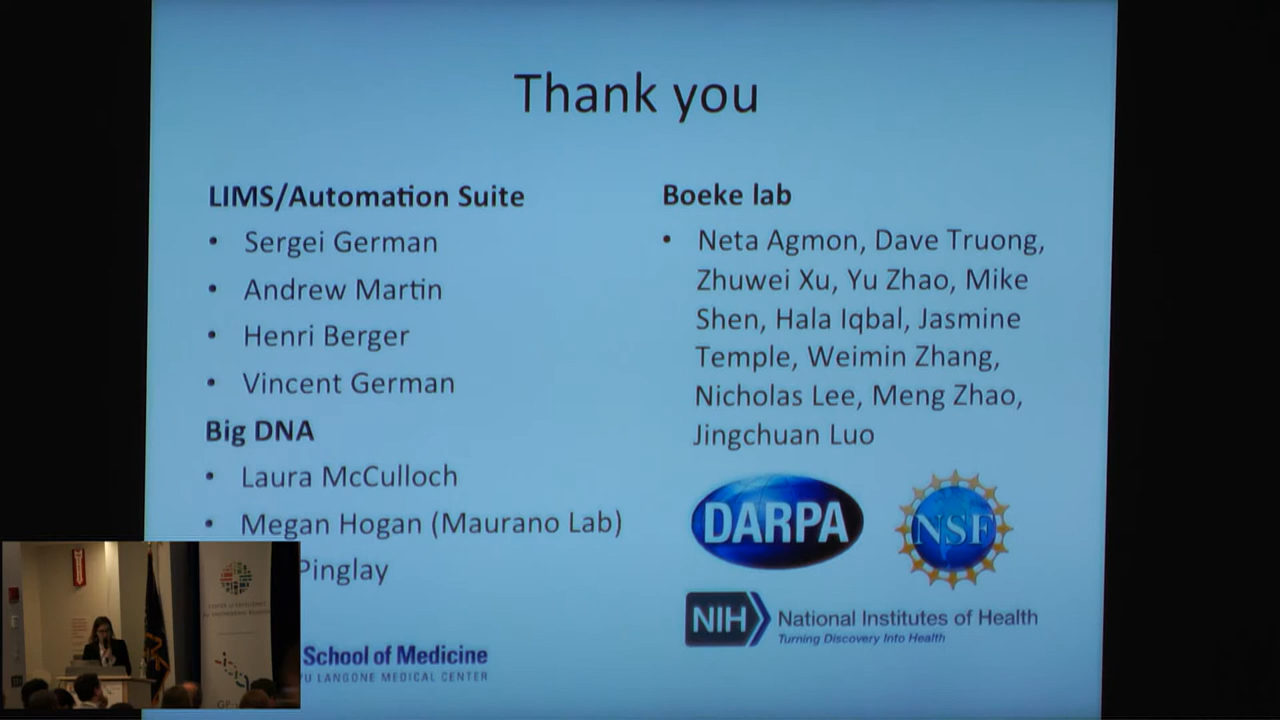 Thank you
LIMS/Automation Suite
• Sergei German
• Andrew Martin
• Henri Berger
• Vincent German
Big DNA
• Laura McCulloch
• Megan Hogan (Maurano Lab)
Pinglay
School of Medicine
LANGONE MEDICAL CENTER
Boeke lab
• Neta Agmon, Dave Truong,
Zhuwei Xu, Yu Zhao, Mike
Shen, Hala Iqbal, Jasmine
Temple, Weimin Zhang,
Nicholas Lee, Meng Zhao,
Jingchuan Luo
DARPA
NSF
NIH
National Institutes of Health
Turning Discovery Into Health